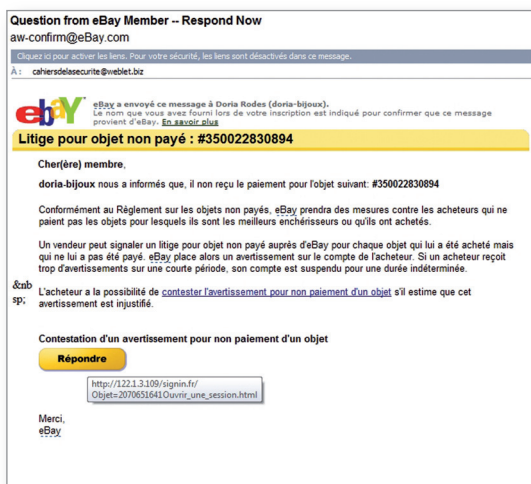 Question from eBay Member -- Respond Now
aw-confirm@eBay.com
Cliquez ici pour activer les liens. Pour votre sécurité, les liens sont désactivés dans ce message.
À : cahiersdelasecurite@weblet.biz
ebY
eBay a envoyé ce message à Doria Rodes (doria-bijoux).
Le nom que vous avez fourni lors de votre inscription est indiqué pour confirmer que ce message
provient d'eBay. En savoir plus
Litige pour objet non payé : #350022830894
Cher(ère) membre,
doria-bijoux nous a informés que, il non reçu le paiement pour l'objet suivant: #350022830894
Conformément au Règlement sur les objets non payés, eBay prendra des mesures contre les acheteurs qui ne
paient pas les objets pour lesquels ils sont les meilleurs enchérisseurs ou qu'ils ont achetés.
Un vendeur peut signaler un litige pour objet non payé auprès d'eBay pour chaque objet qui lui a été acheté mais
qui ne lui a pas été payé. eBay place alors un avertissement sur le compte de l'acheteur. Si un acheteur reçoit
trop d'avertissements sur une courte période, son compte est suspendu pour une durée indéterminée.
&nb
sp;
L'acheteur a la possibilité de contester l'avertissement pour non paiement d'un objet s'il estime que cet
avertissement est injustifié.
Contestation d'un avertissement pour non paiement d'un objet
Répondre
http://122.1.3.109/signin.fr/
Objet=2070651641Ouvrir_une_session.html
Merci,
eBay